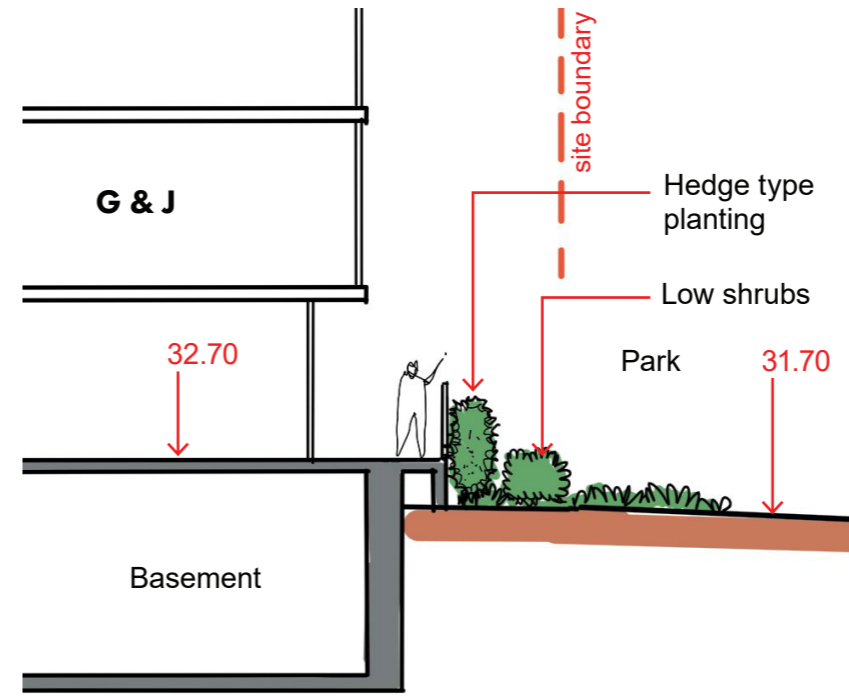 site boundary
G & J
Hedge type
planting
Low shrubs
32.70
Park
31.70
Basement